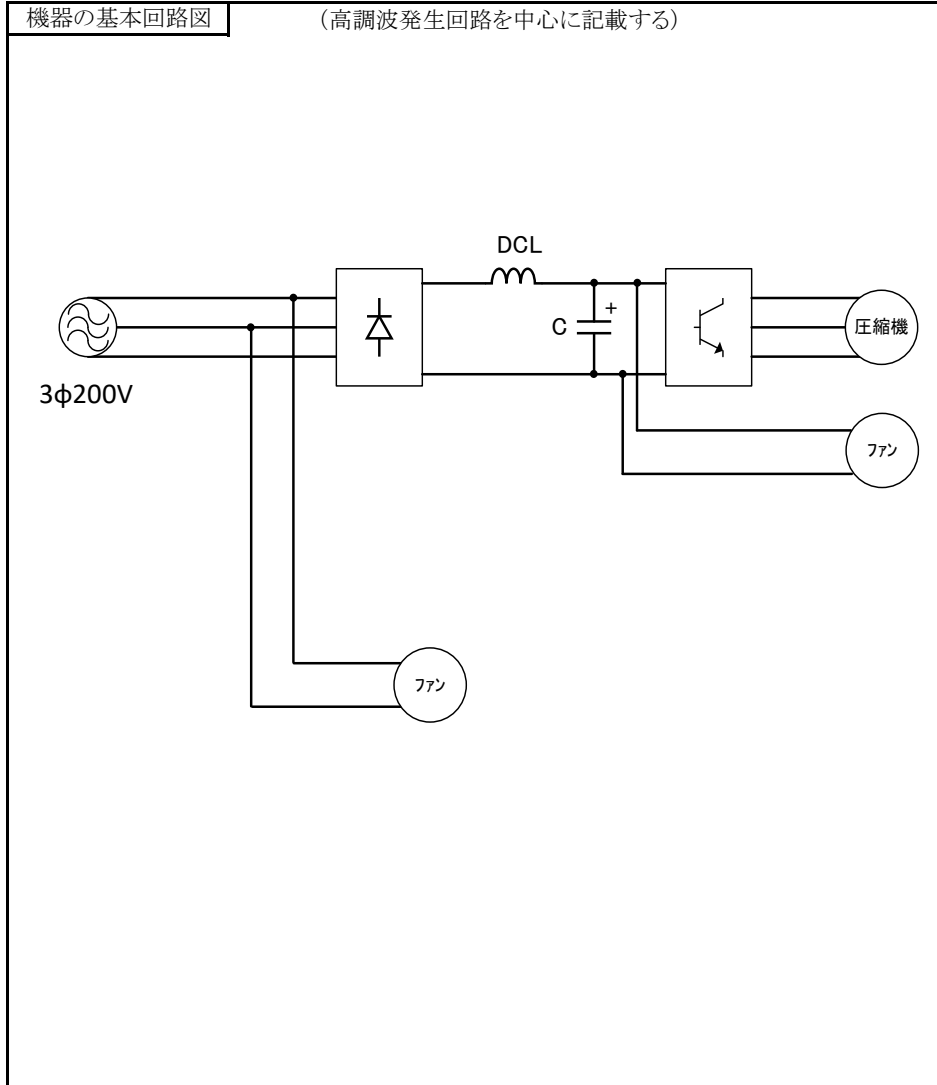 機器の基本回路図
(高調波発生回路を中心に記載する)
DCL
C
+
圧縮機
3φ200V
ファン
ファン